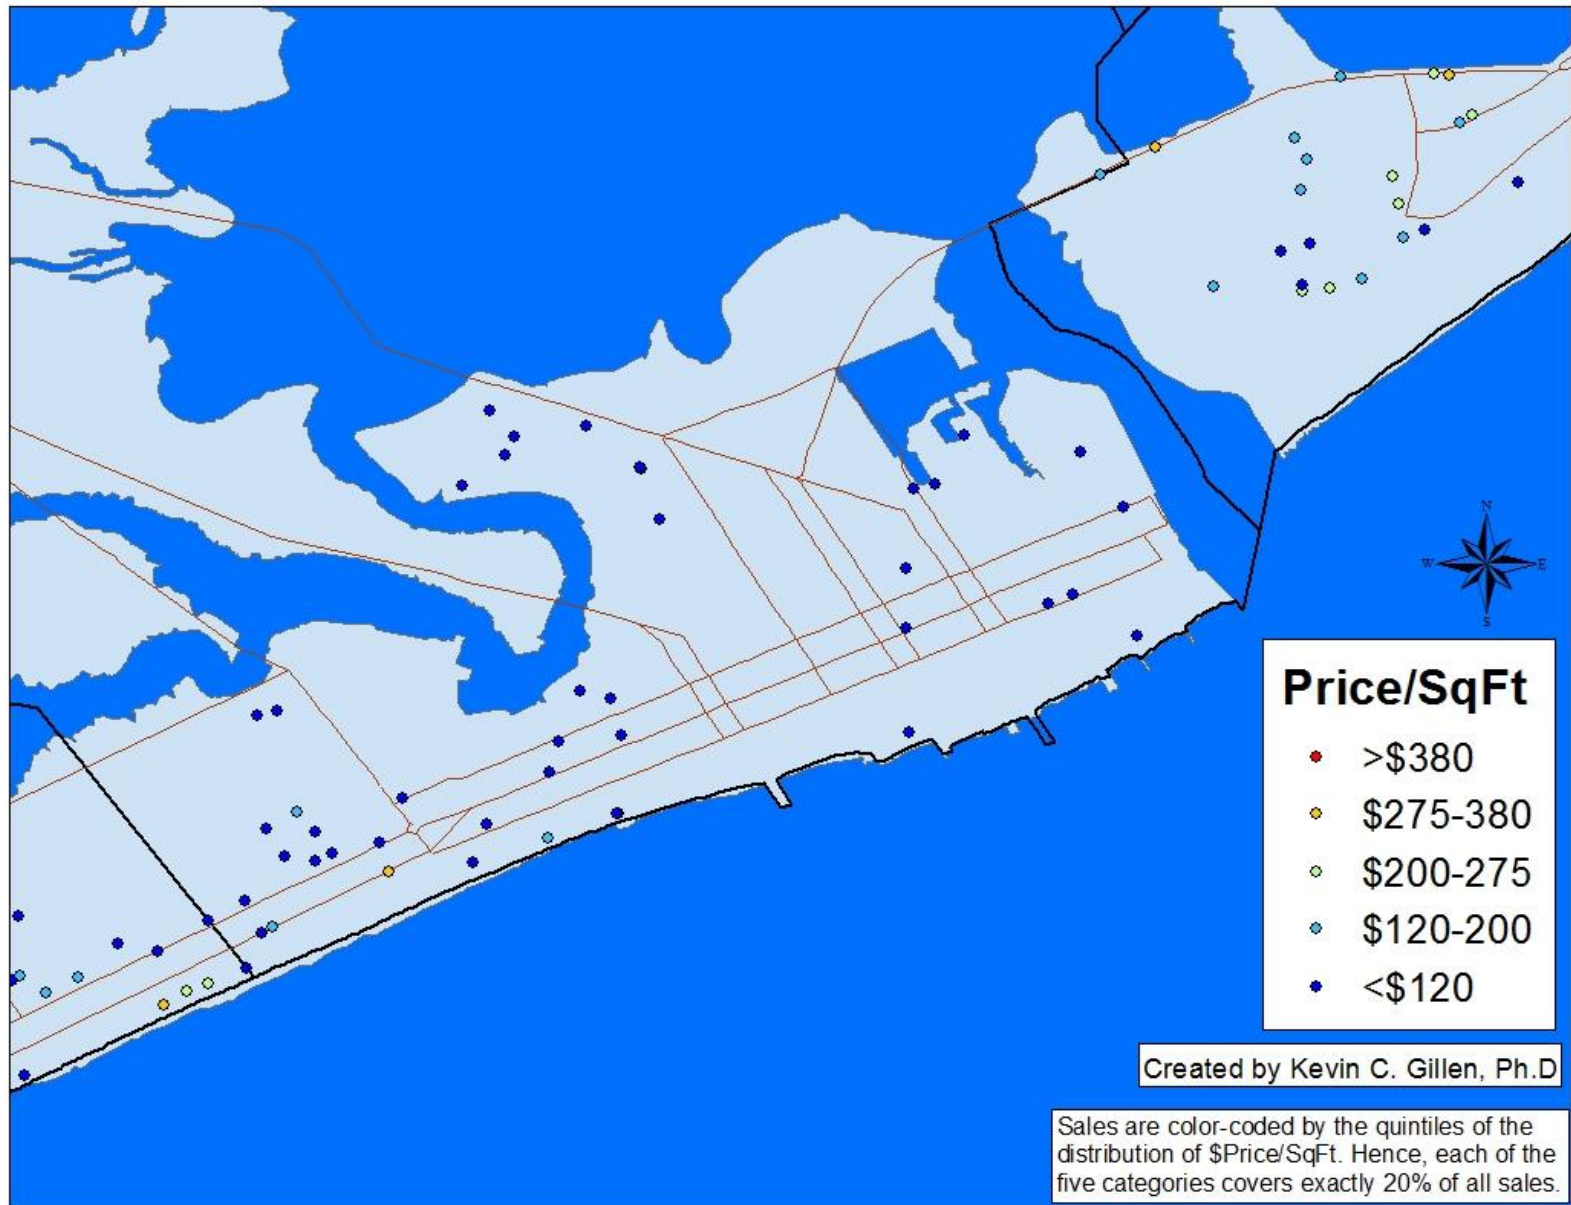 N
W
E
S
Price/SqFt
>$380
$275-380
$200-275
$120-200
<$120
Created by Kevin C. Gillen, Ph.D
Sales are color-coded by the quintiles of the
distribution of $Price/SqFt. Hence, each of the
five categories covers exactly 20% of all sales.